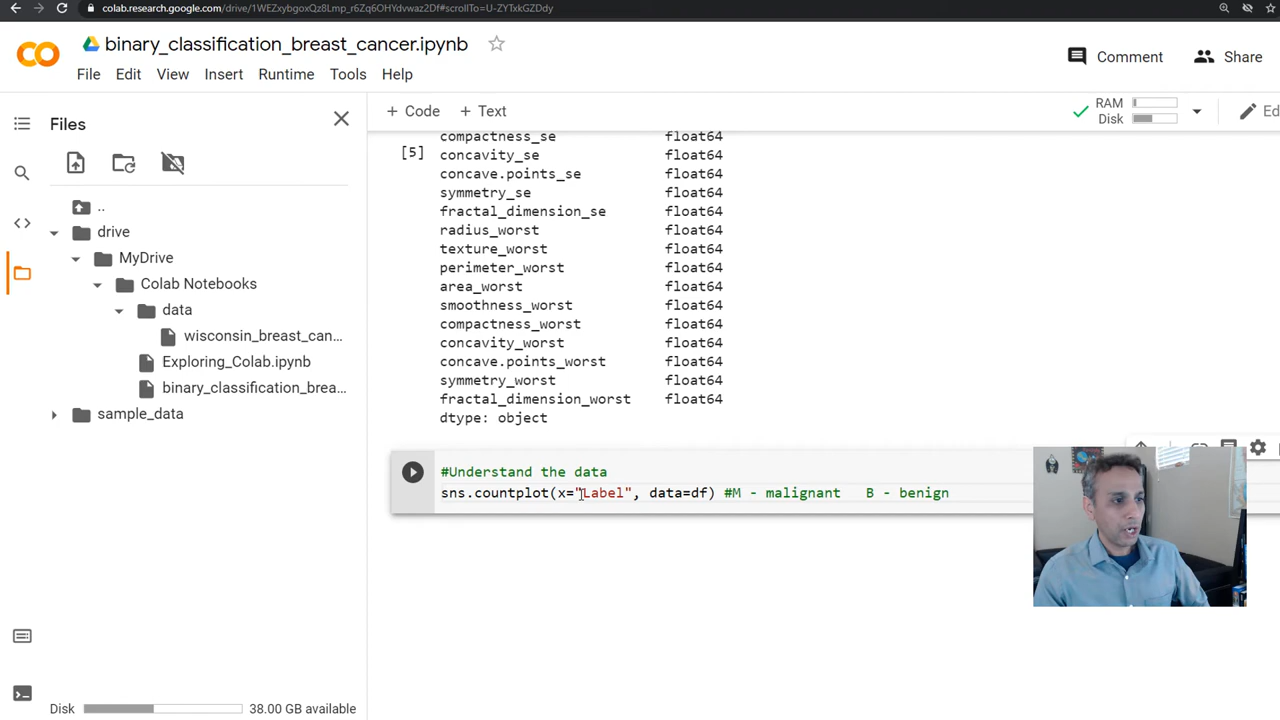 colab.research.google.com/drive/1WEZxybgoxQz8Lmp_r6Zq6OHYdvwaz2Df#scrollTo=U-ZYTxkGZDdy
CO
binary_classification_breast_cancer.ipynb
File Edit View Insert Runtime Tools Help
Comment
Share
Files
+ Code + Text
RAM
Disk
Ed
..
drive
MyDrive
Colab Notebooks
data
wisconsin_breast_can...
Exploring_Colab.ipynb
binary_classification_brea...
sample_data
[5]
compactness_se float64
concavity_se float64
concave.points_se float64
symmetry_se float64
fractal_dimension_se float64
radius_worst float64
texture_worst float64
perimeter_worst float64
area_worst float64
smoothness_worst float64
compactness_worst float64
concavity_worst float64
concave.points_worst float64
symmetry_worst float64
fractal_dimension_worst float64
dtype: object
#Understand the data
sns.countplot(x="Label", data=df) #M - malignant B - benign
Disk 38.00 GB available